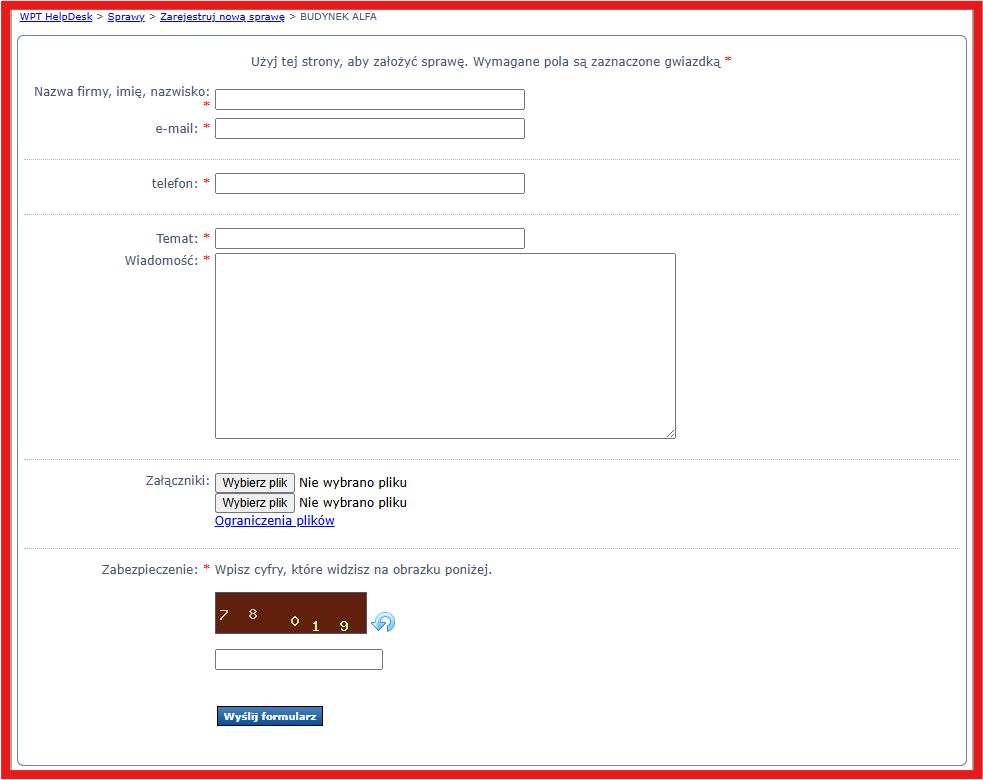 WPT HelpDesk > Sprawy > Zarejestruj nową sprawę > BUDYNEK ALFA
Użyj tej strony, aby założyć sprawę. Wymagane pola są zaznaczone gwiazdką *
Nazwa firmy, imię, nazwisko:
*
e-mail: *
telefon: *
Temat: *
Wiadomość: *
Załączniki: Wybierz plik Nie wybrano pliku
Wybierz plik Nie wybrano pliku
Ograniczenia plików
Zabezpieczenie: * Wpisz cyfry, które widzisz na obrazku poniżej.
7 8 0 1 9
Wyślij formularz